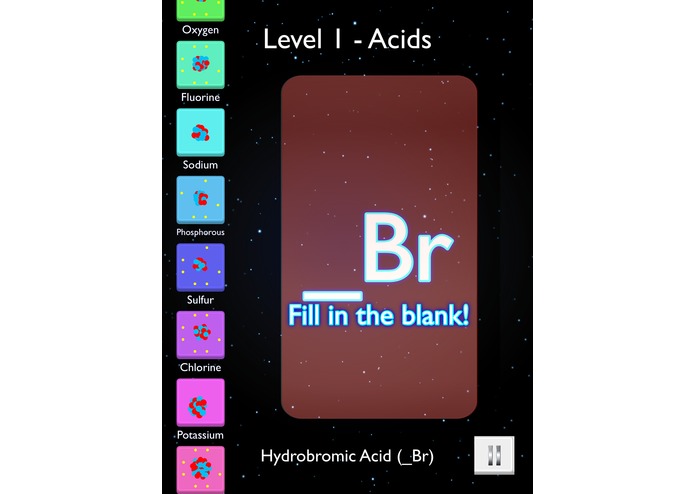 Oxygen
Level 1 - Acids
Fluorine
Sodium
Phosphorous
Sulfur
Chlorine
Potassium
_Br
Fill in the blank!
Hydrobromic Acid (_Br)